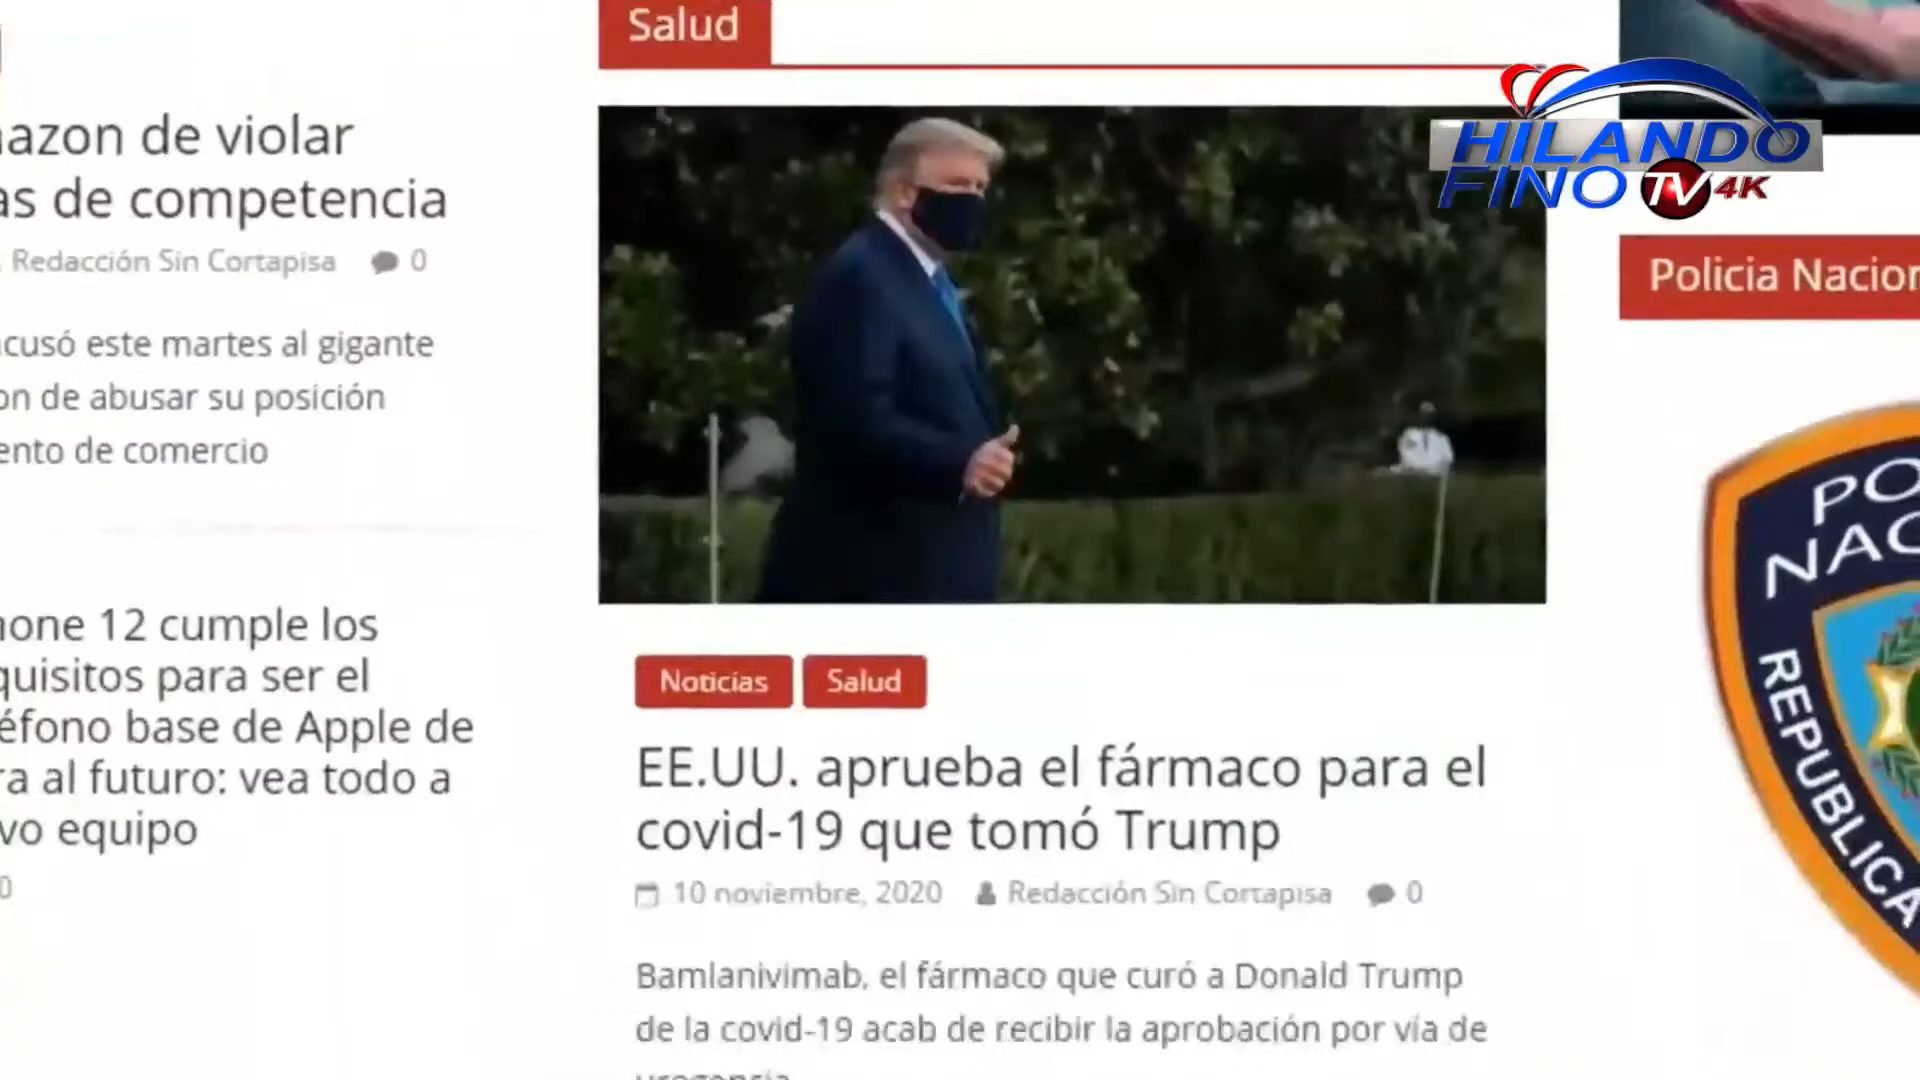 Salud
HILANDO
FINO TV 4K
azon de violar
as de competencia
Redacción Sin Cortapisa 0
cusó este martes al gigante
on de abusar su posición
ento de comercio
one 12 cumple los
quisitos para ser el
éfono base de Apple de
ra al futuro: vea todo a
vo equipo
0
Noticias Salud
EE.UU. aprueba el fármaco para el
covid-19 que tomó Trump
10 noviembre, 2020 Redacción Sin Cortapisa 0
Bamlanivimab, el fármaco que curó a Donald Trump
de la covid-19 acab de recibir la aprobación por vía de
Policia Nacion
PO
NAC
REPUBLICA